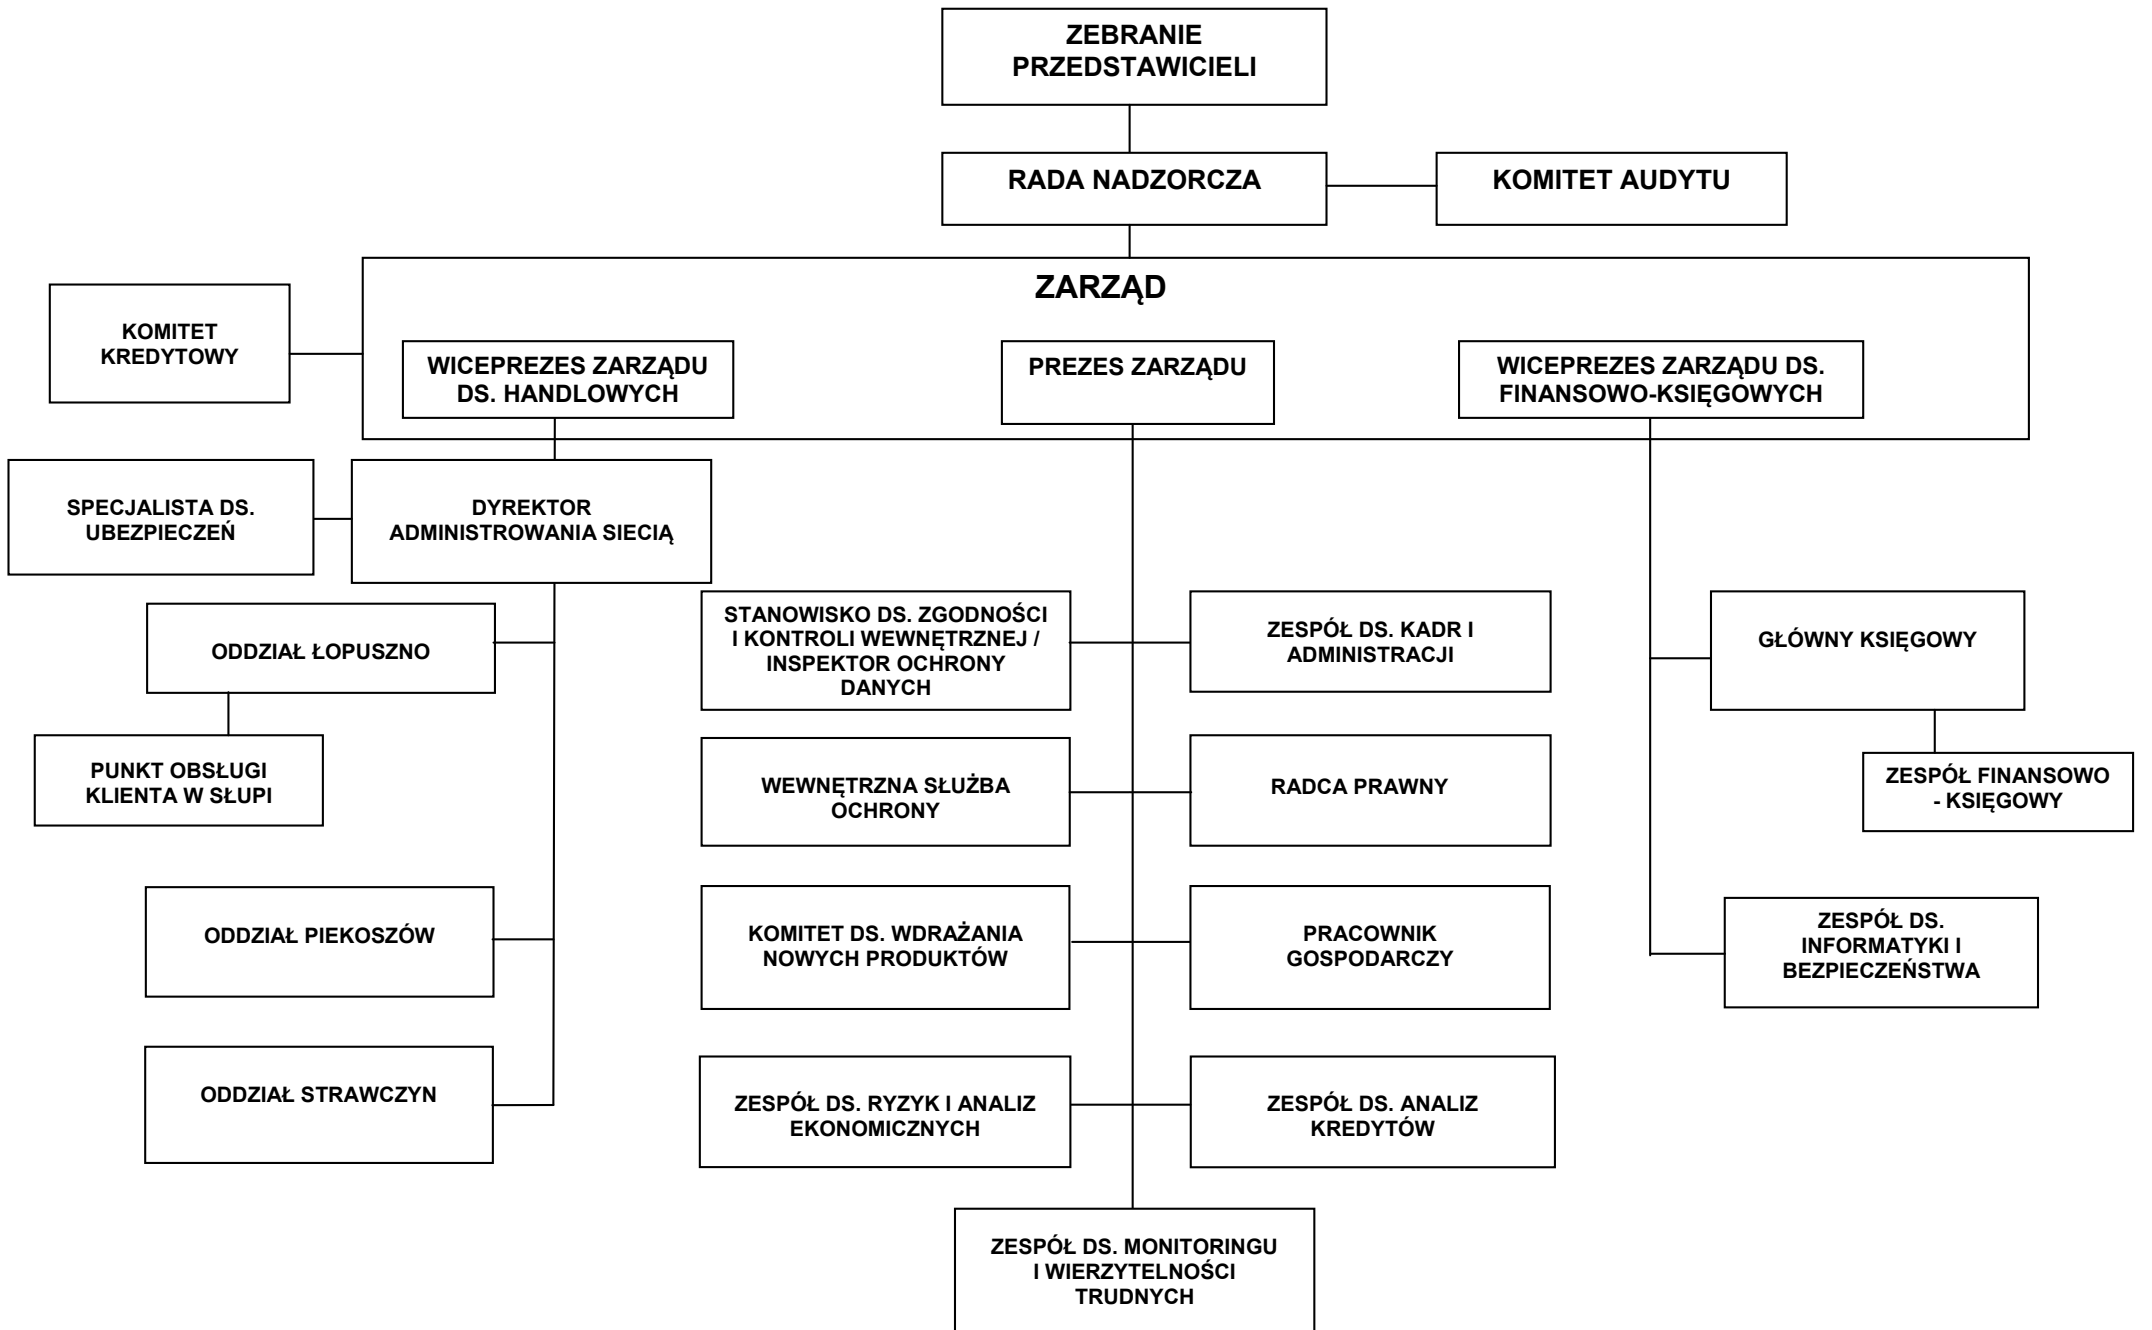 ZEBRANIE
PRZEDSTAWICIELI
RADA NADZORCZA
KOMITET AUDYTU
ZARZĄD
KOMITET
KREDYTOWY
WICEPREZES ZARZĄDU
DS. HANDLOWYCH
PREZES ZARZĄDU
WICEPREZES ZARZĄDU DS.
FINANSOWO-KSIĘGOWYCH
SPECJALISTA DS.
UBEZPIECZEŃ
DYREKTOR
ADMINISTROWANIA SIECIĄ
ODDZIAŁ ŁOPUSZNO
STANOWISKO DS. ZGODNOŚCI
I KONTROLI WEWNĘTRZNEJ /
INSPEKTOR OCHRONY
DANYCH
ZESPÓŁ DS. KADR I
ADMINISTRACJI
GŁÓWNY KSIĘGOWY
PUNKT OBSŁUGI
KLIENTA W SŁUPI
WEWNĘTRZNA SŁUŻBA
OCHRONY
RADCA PRAWNY
ZESPÓŁ FINANSOWO
- KSIĘGOWY
ODDZIAŁ PIEKOSZÓW
KOMITET DS. WDRAŻANIA
NOWYCH PRODUKTÓW
PRACOWNIK
GOSPODARCZY
ZESPÓŁ DS.
INFORMATYKI I
BEZPIECZEŃSTWA
ODDZIAŁ STRAWCZYN
ZESPÓŁ DS. RYZYK I ANALIZ
EKONOMICZNYCH
ZESPÓŁ DS. ANALIZ
KREDYTÓW
ZESPÓŁ DS. MONITORINGU
I WIERZYTELNOŚCI
TRUDNYCH